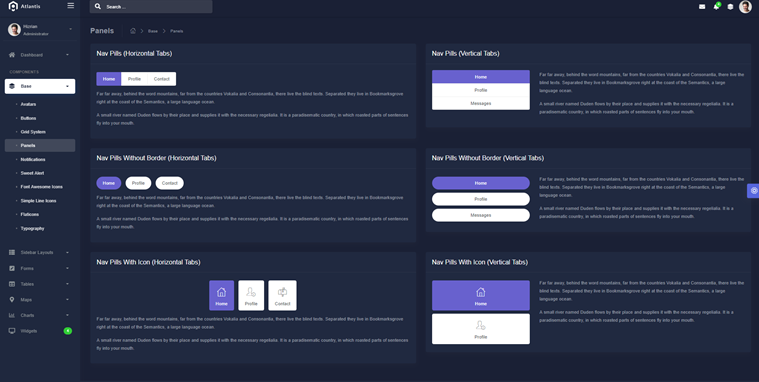 Atlantis
Search ...
Hizrian
Administrator
Dashboard
COMPONENTS
Base
Avatars
Buttons
Grid System
Panels
Notifications
Sweet Alert
Font Awesome Icons
Simple Line Icons
Flaticons
Typography
Sidebar Layouts
Forms
Tables
Maps
Charts
Widgets
Panels
Base
Panels
Nav Pills (Horizontal Tabs)
Home Profile Contact
Far far away, behind the word mountains, far from the countries Vokalia and Consonantia, there live the blind texts. Separated they live in Bookmarksgrove
right at the coast of the Semantics, a large language ocean.
A small river named Duden flows by their place and supplies it with the necessary regelialia. It is a paradisematic country, in which roasted parts of sentences
fly into your mouth.
Nav Pills (Vertical Tabs)
Home
Profile
Messages
Far far away, behind the word mountains, far from the countries Vokalia and Consonantia, there live the
blind texts. Separated they live in Bookmarksgrove right at the coast of the Semantics, a large
language ocean.
A small river named Duden flows by their place and supplies it with the necessary regelialia. It is a
paradisematic country, in which roasted parts of sentences fly into your mouth.
Nav Pills Without Border (Horizontal Tabs)
Home Profile Contact
Far far away, behind the word mountains, far from the countries Vokalia and Consonantia, there live the blind texts. Separated they live in Bookmarksgrove
right at the coast of the Semantics, a large language ocean.
A small river named Duden flows by their place and supplies it with the necessary regelialia. It is a paradisematic country, in which roasted parts of sentences
fly into your mouth.
Nav Pills Without Border (Vertical Tabs)
Home
Profile
Messages
Far far away, behind the word mountains, far from the countries Vokalia and Consonantia, there live the
blind texts. Separated they live in Bookmarksgrove right at the coast of the Semantics, a large
language ocean.
A small river named Duden flows by their place and supplies it with the necessary regelialia. It is a
paradisematic country, in which roasted parts of sentences fly into your mouth.
Nav Pills With Icon (Horizontal Tabs)
Home Profile Contact
Far far away, behind the word mountains, far from the countries Vokalia and Consonantia, there live the blind texts. Separated they live in Bookmarksgrove
right at the coast of the Semantics, a large language ocean.
A small river named Duden flows by their place and supplies it with the necessary regelialia. It is a paradisematic country, in which roasted parts of sentences
fly into your mouth.
Nav Pills With Icon (Vertical Tabs)
Home
Profile
Far far away, behind the word mountains, far from the countries Vokalia and Consonantia, there live the
blind texts. Separated they live in Bookmarksgrove right at the coast of the Semantics, a large
language ocean.
A small river named Duden flows by their place and supplies it with the necessary regelialia. It is a
paradisematic country, in which roasted parts of sentences fly into your mouth.